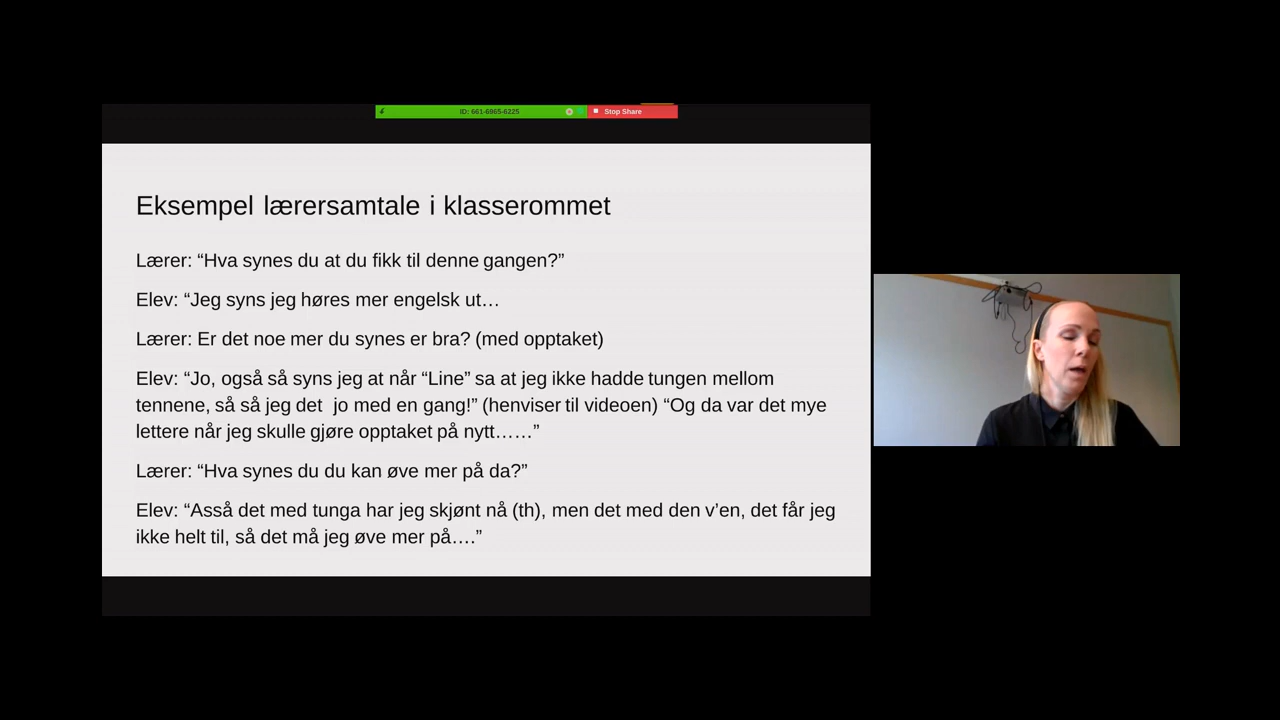 ID: 661-6965-6225
Stop Share
Eksempel lærersamtale i klasserommet
Lærer: “Hva synes du at du fikk til denne gangen?”
Elev: “Jeg syns jeg høres mer engelsk ut…
Lærer: Er det noe mer du synes er bra? (med opptaket)
Elev: “Jo, også så syns jeg at når “Line” sa at jeg ikke hadde tungen mellom
tennene, så så jeg det jo med en gang!” (henviser til videoen) “Og da var det mye
lettere når jeg skulle gjøre opptaket på nytt……”
Lærer: “Hva synes du du kan øve mer på da?”
Elev: “Asså det med tunga har jeg skjønt nå (th), men det med den v’en, det får jeg
ikke helt til, så det må jeg øve mer på….”